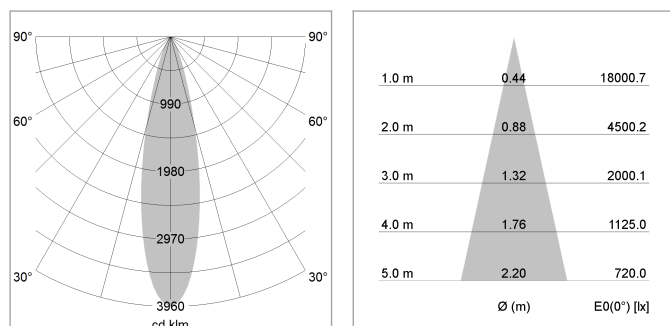 90° 90°
990
60° 60°
1980
2970
30° 30°
3960
cd klm
1.0 m 0.44 18000.7
2.0 m 0.88 4500.2
3.0 m 1.32 2000.1
4.0 m 1.76 1125.0
5.0 m 2.20 720.0
Ø (m) E0(0°) [lx]